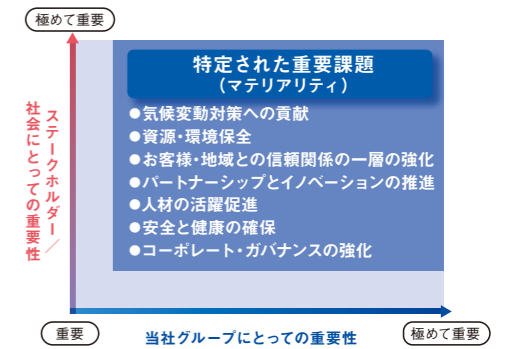 極めて重要
特定された重要課題
（マテリアリティ）
●気候変動対策への貢献
●資源・環境保全
●お客様・地域との信頼関係の一層の強化
●パートナーシップとイノベーションの推進
●人材の活躍促進
●安全と健康の確保
●コーポレート・ガバナンスの強化
ステークホルダー／
社会にとっての重要性
重要
当社グループにとっての重要性
極めて重要